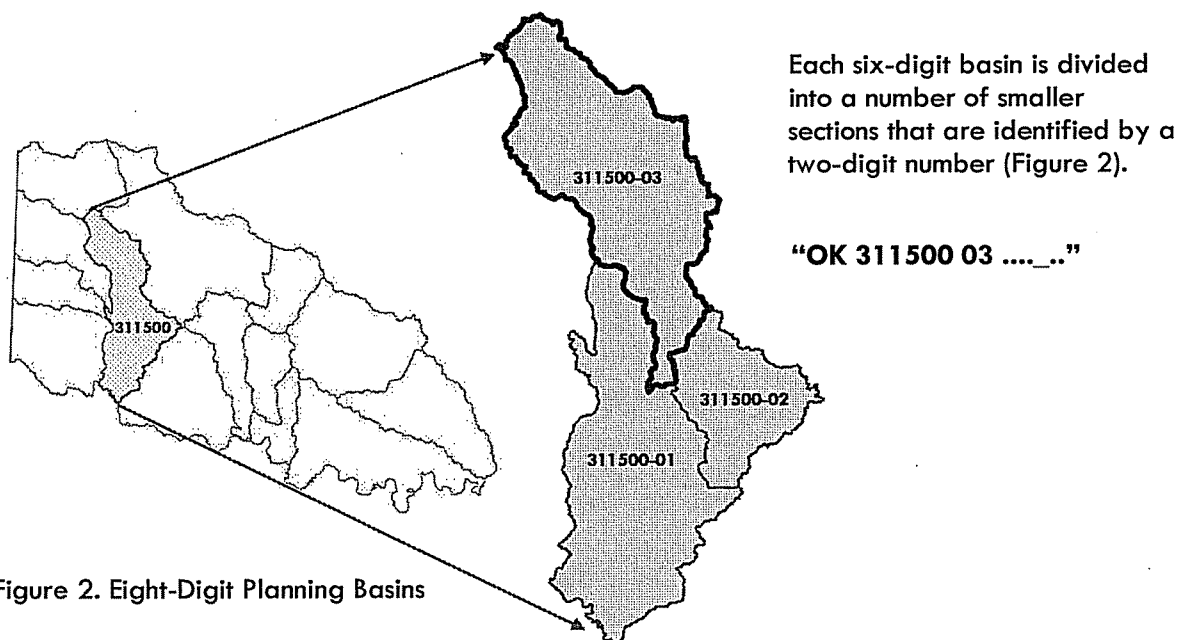 Each six-digit basin is divided
into a number of smaller
sections that are identified by a
two-digit number (Figure 2).
"OK 311500 03 ...._.."
311500-03
311500
311500-02
311500-01
Figure 2. Eight-Digit Planning Basins